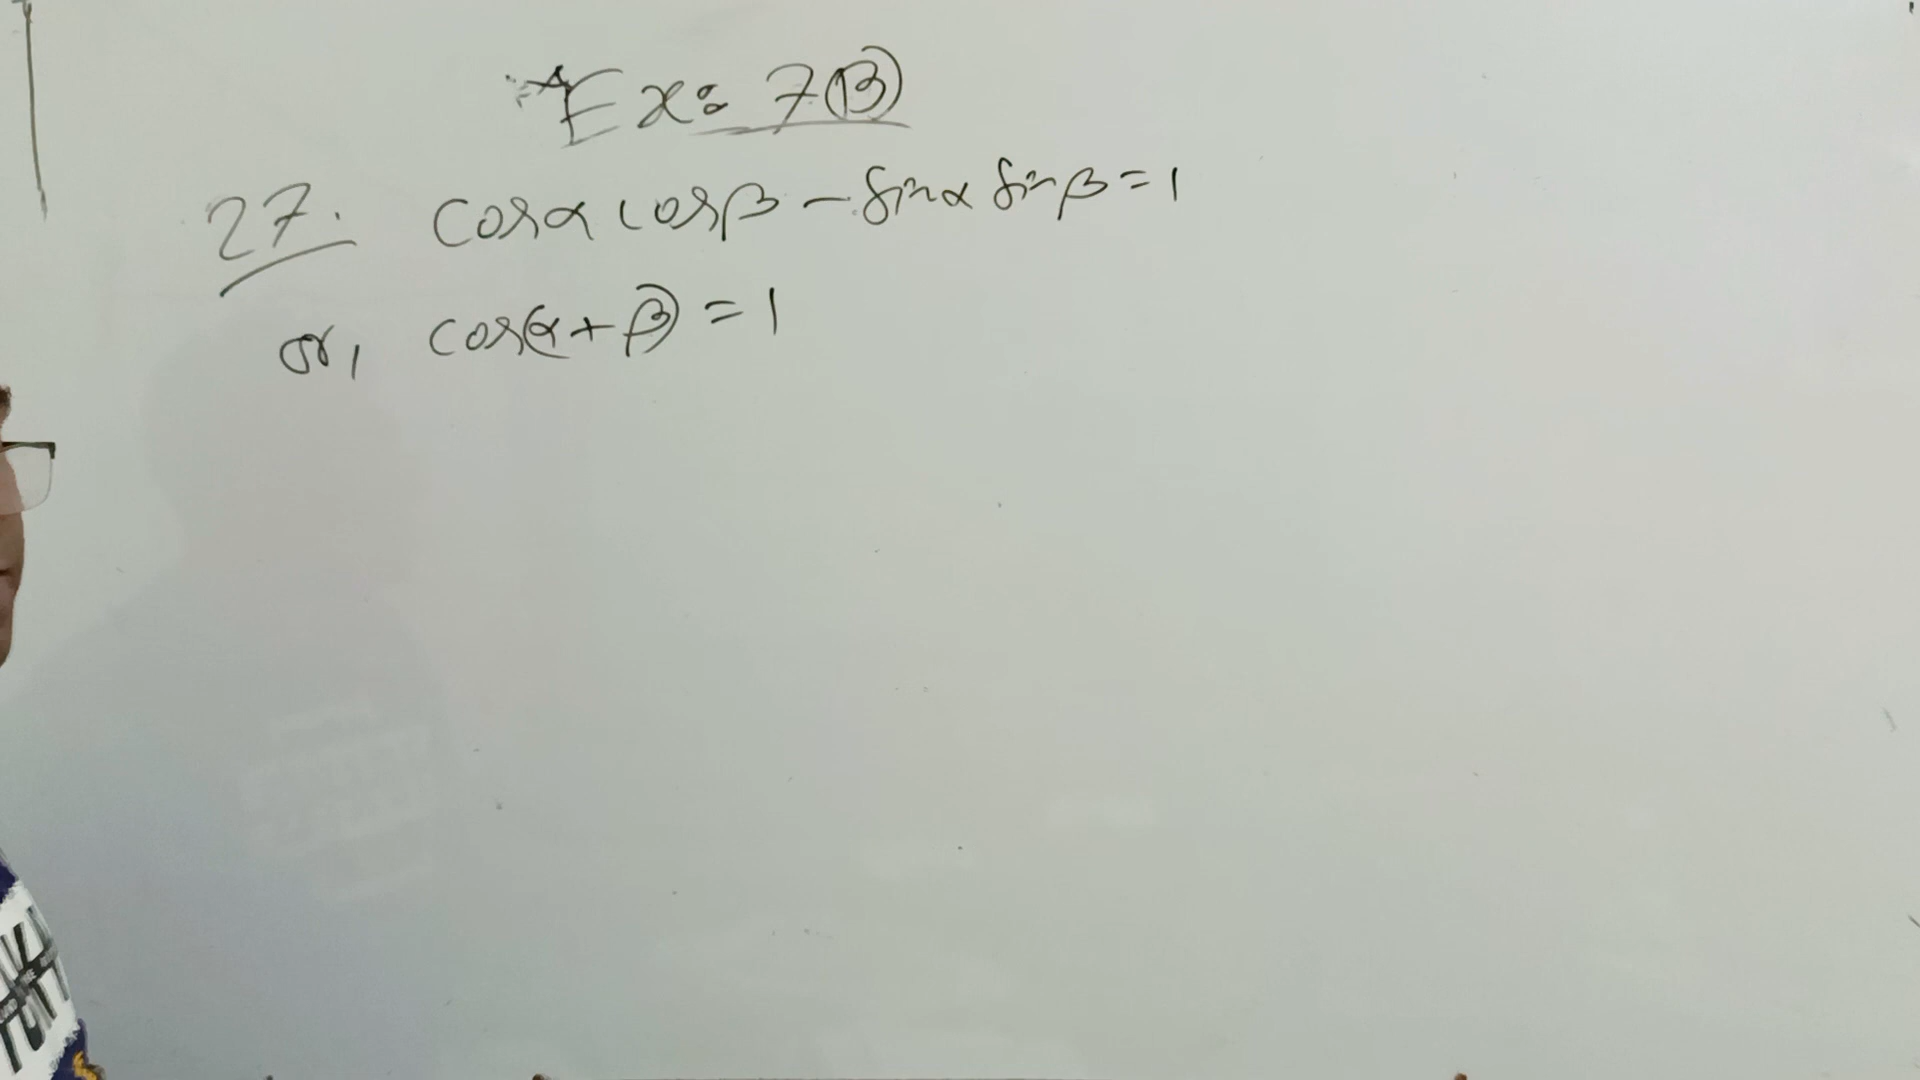 Ex: 7(B)
27. cosα cosβ - sinα sinβ = 1
or, cos(α+β) = 1